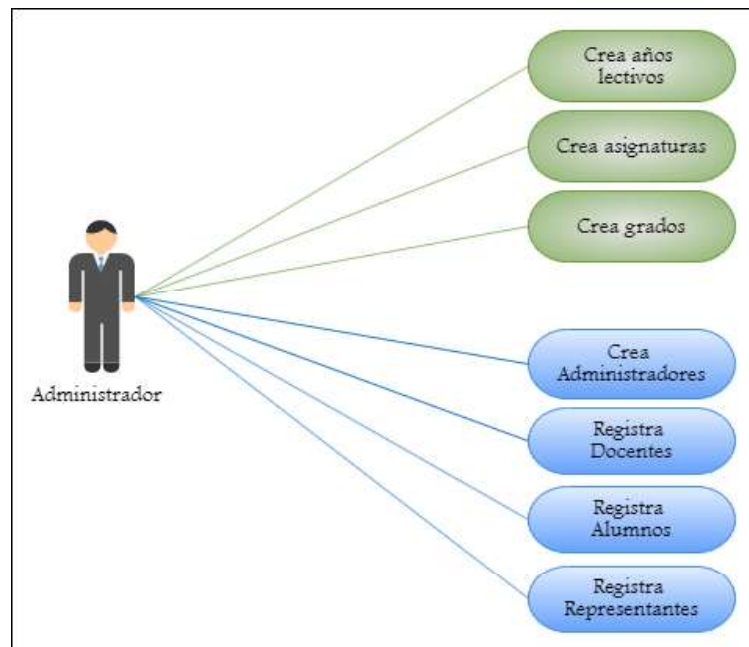 Crea años
lectivos
Crea asignaturas
Crea grados
Administrador
Crea
Administradores
Registra
Docentes
Registra
Alumnos
Registra
Representantes